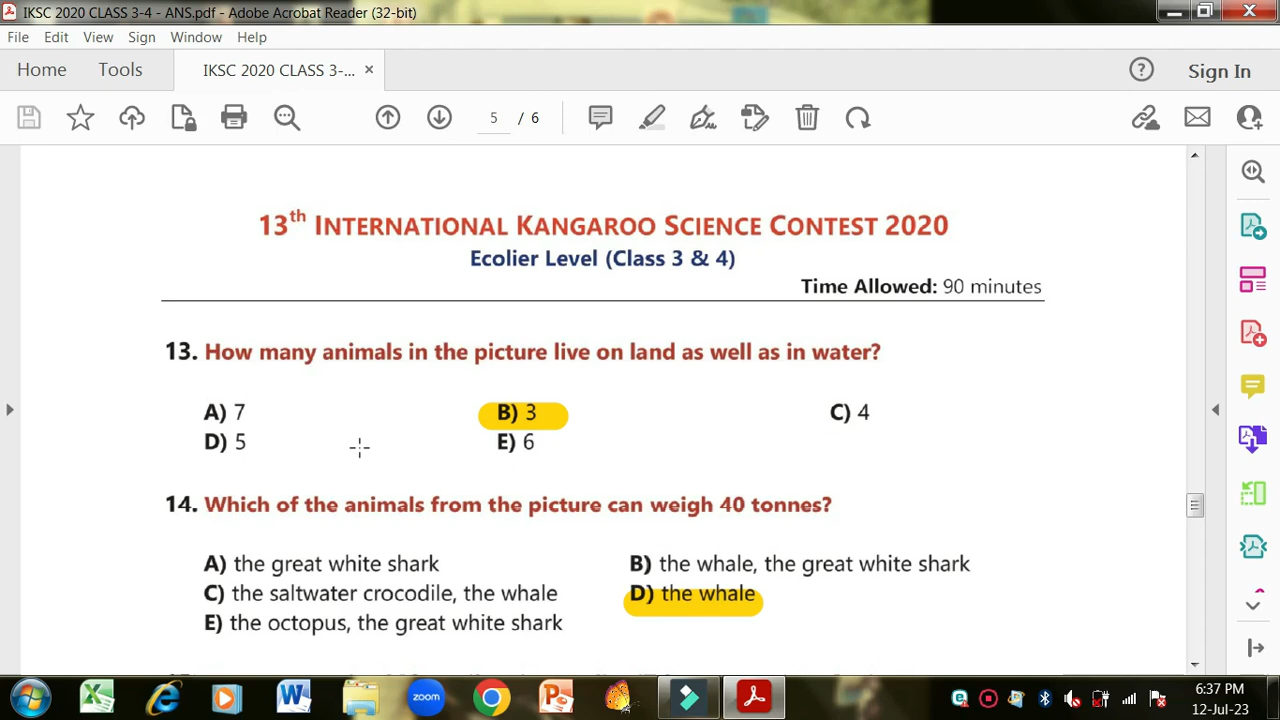 IKSC 2020 CLASS 3-4 - ANS.pdf - Adobe Acrobat Reader (32-bit)
File Edit View Sign Window Help
Home Tools IKSC 2020 CLASS 3-... × Sign In
5 / 6
13th INTERNATIONAL KANGAROO SCIENCE CONTEST 2020
Ecolier Level (Class 3 & 4)
Time Allowed: 90 minutes
13. How many animals in the picture live on land as well as in water?
A) 7 B) 3 C) 4
D) 5 E) 6
14. Which of the animals from the picture can weigh 40 tonnes?
A) the great white shark B) the whale, the great white shark
C) the saltwater crocodile, the whale D) the whale
E) the octopus, the great white shark
zoom
6:37 PM
12-Jul-23